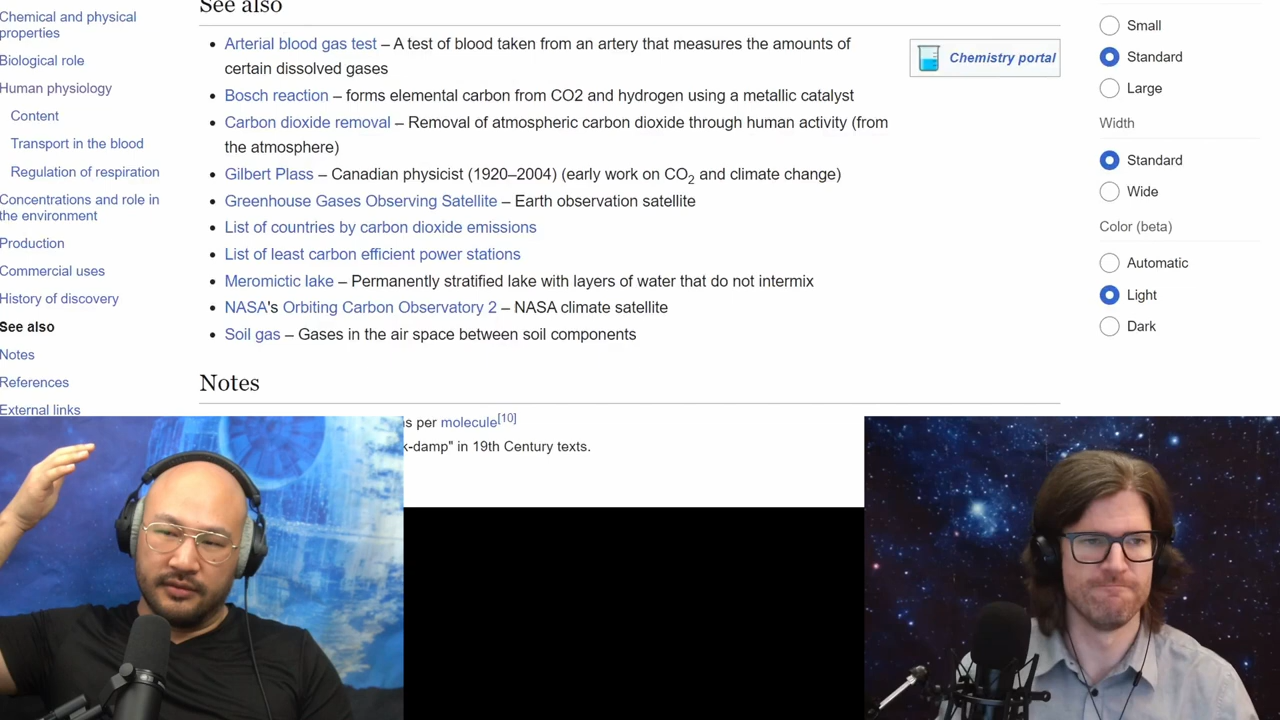 See also
Chemical and physical
properties
Biological role
Human physiology
Content
Transport in the blood
Regulation of respiration
Concentrations and role in
the environment
Production
Commercial uses
History of discovery
See also
Notes
References
External links
Arterial blood gas test – A test of blood taken from an artery that measures the amounts of
certain dissolved gases
Bosch reaction – forms elemental carbon from CO2 and hydrogen using a metallic catalyst
Carbon dioxide removal – Removal of atmospheric carbon dioxide through human activity (from
the atmosphere)
Gilbert Plass – Canadian physicist (1920–2004) (early work on CO2 and climate change)
Greenhouse Gases Observing Satellite – Earth observation satellite
List of countries by carbon dioxide emissions
List of least carbon efficient power stations
Meromictic lake – Permanently stratified lake with layers of water that do not intermix
NASA's Orbiting Carbon Observatory 2 – NASA climate satellite
Soil gas – Gases in the air space between soil components
Chemistry portal
Notes
is per molecule[10]
k-damp" in 19th Century texts.
Small
Standard
Large
Width
Standard
Wide
Color (beta)
Automatic
Light
Dark